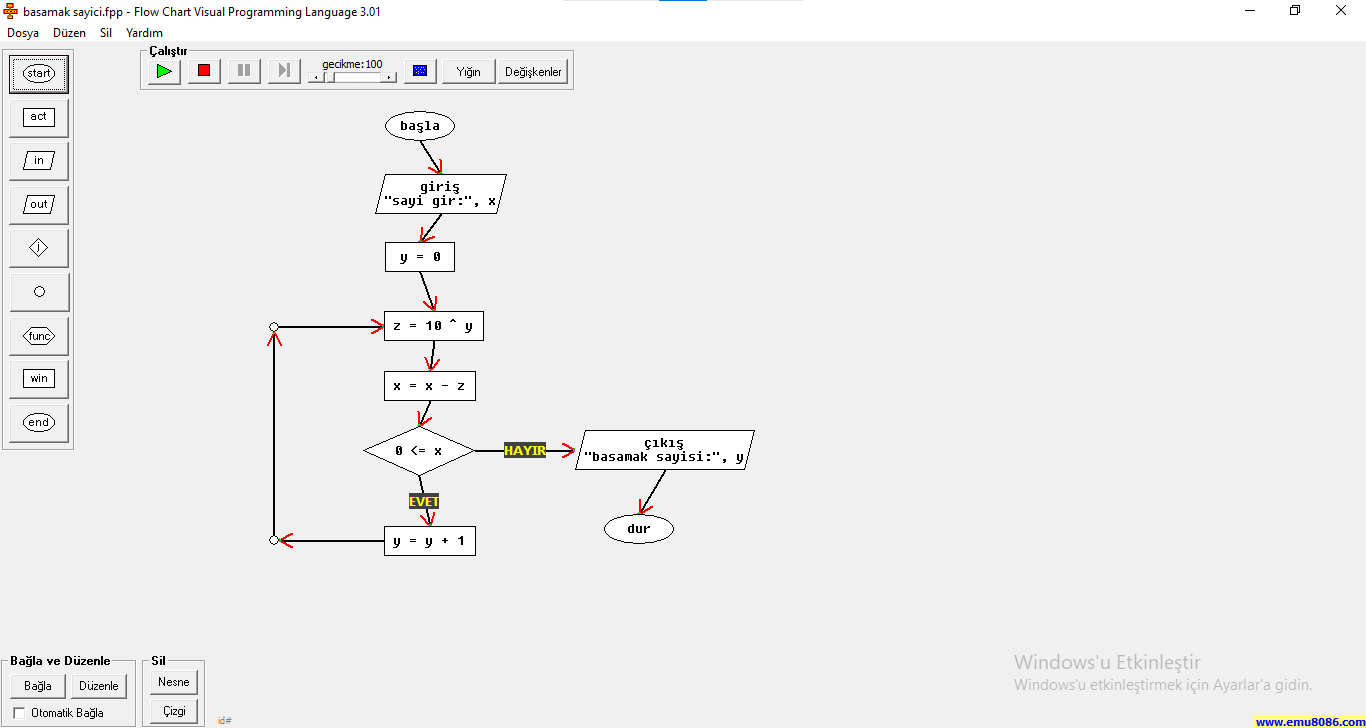 basamak sayici.fpp - Flow Chart Visual Programming Language 3.01
Dosya Düzen Sil Yardım
Çalıştır
gecikme:100
Yığın
Değişkenler
start
act
in
out
j
func
win
end
başla
giriş
"sayi gir:", x
y = 0
z = 10 ^ y
x = x - z
0 <= x
HAYIR
çıkış
"basamak sayisi:", y
EVET
dur
y = y + 1
Bağla ve Düzenle
Bağla
Düzenle
Otomatik Bağla
Sil
Nesne
Çizgi
id#
Windows'u Etkinleştir
Windows'u etkinleştirmek için Ayarlar'a gidin.
www.emu8086.com